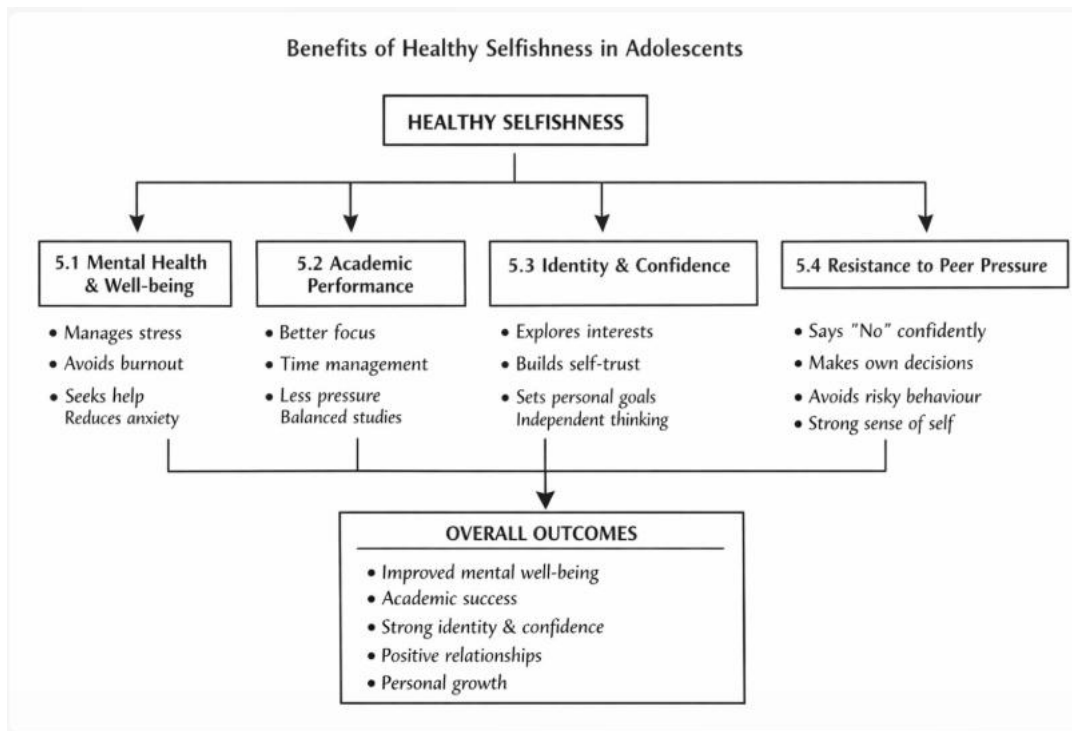 Benefits of Healthy Selfishness in Adolescents
HEALTHY SELFISHNESS
5.1 Mental Health
& Well-being
• Manages stress
• Avoids burnout
• Seeks help
Reduces anxiety
5.2 Academic
Performance
• Better focus
• Time management
• Less pressure
Balanced studies
5.3 Identity & Confidence
• Explores interests
• Builds self-trust
• Sets personal goals
Independent thinking
5.4 Resistance to Peer Pressure
• Says "No" confidently
• Makes own decisions
• Avoids risky behaviour
• Strong sense of self
OVERALL OUTCOMES
• Improved mental well-being
• Academic success
• Strong identity & confidence
• Positive relationships
• Personal growth